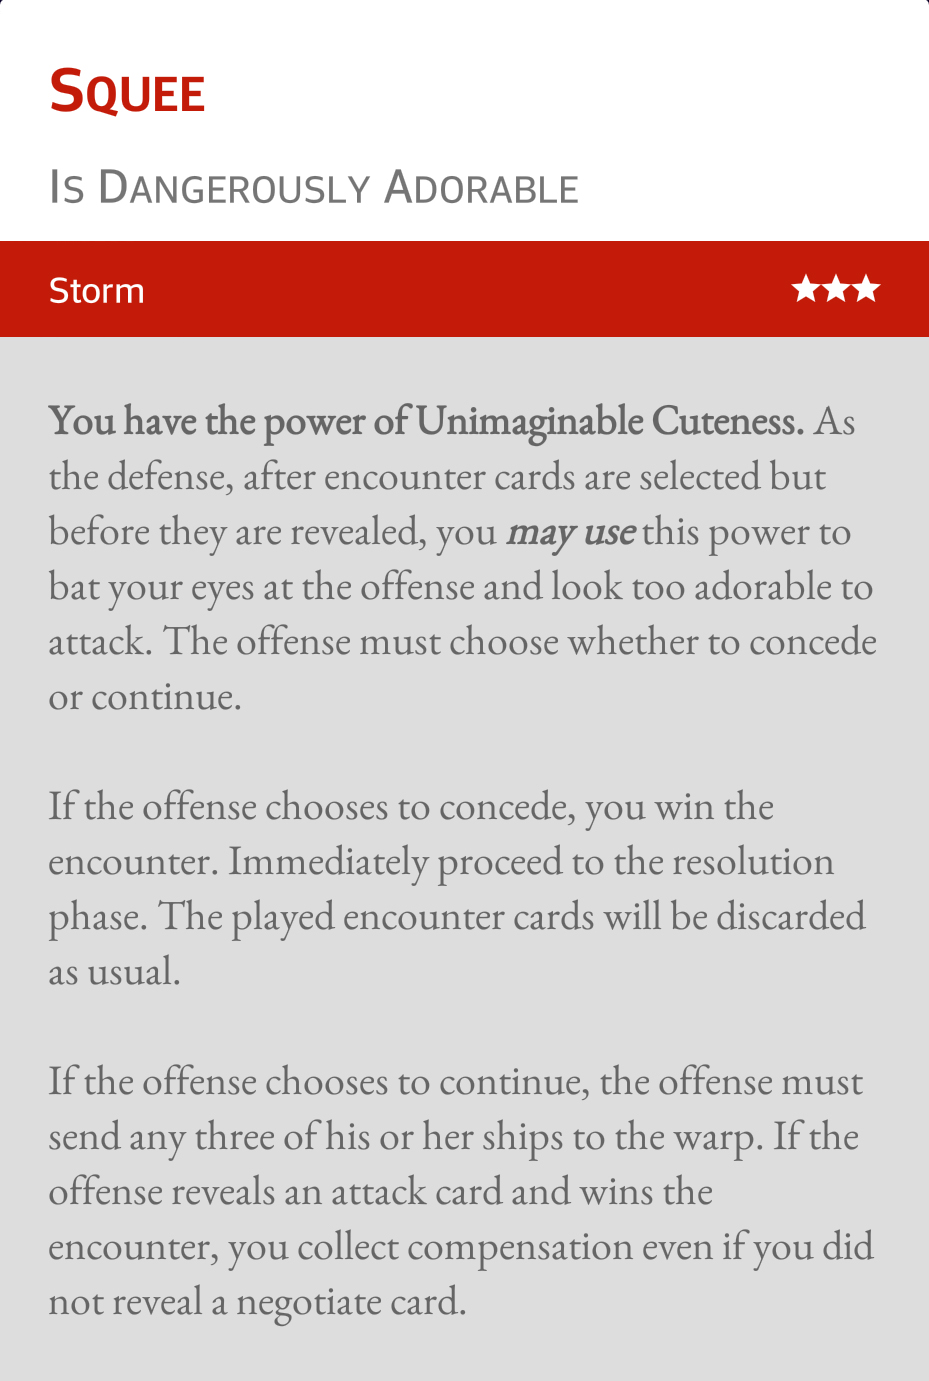 Squee
Is Dangerously Adorable
Storm ★★★
You have the power of Unimaginable Cuteness. As
the defense, after encounter cards are selected but
before they are revealed, you may use this power to
bat your eyes at the offense and look too adorable to
attack. The offense must choose whether to concede
or continue.
If the offense chooses to concede, you win the
encounter. Immediately proceed to the resolution
phase. The played encounter cards will be discarded
as usual.
If the offense chooses to continue, the offense must
send any three of his or her ships to the warp. If the
offense reveals an attack card and wins the
encounter, you collect compensation even if you did
not reveal a negotiate card.